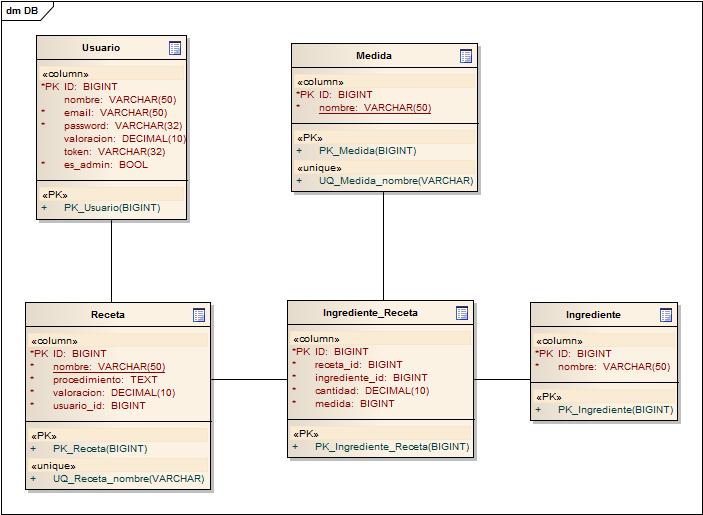 dm DB
Usuario
«column»
*PK ID: BIGINT
nombre: VARCHAR(50)
* email: VARCHAR(50)
* password: VARCHAR(32)
valoracion: DECIMAL(10)
token: VARCHAR(32)
* es_admin: BOOL
«PK»
+ PK_Usuario(BIGINT)
Medida
«column»
*PK ID: BIGINT
* nombre: VARCHAR(50)
«PK»
+ PK_Medida(BIGINT)
«unique»
+ UQ_Medida_nombre(VARCHAR)
Receta
«column»
*PK ID: BIGINT
* nombre: VARCHAR(50)
* procedimiento: TEXT
* valoracion: DECIMAL(10)
* usuario_id: BIGINT
«PK»
+ PK_Receta(BIGINT)
«unique»
+ UQ_Receta_nombre(VARCHAR)
Ingrediente_Receta
«column»
*PK ID: BIGINT
* receta_id: BIGINT
* ingrediente_id: BIGINT
* cantidad: DECIMAL(10)
* medida: BIGINT
«PK»
+ PK_Ingrediente_Receta(BIGINT)
Ingrediente
«column»
*PK ID: BIGINT
* nombre: VARCHAR(50)
«PK»
+ PK_Ingrediente(BIGINT)